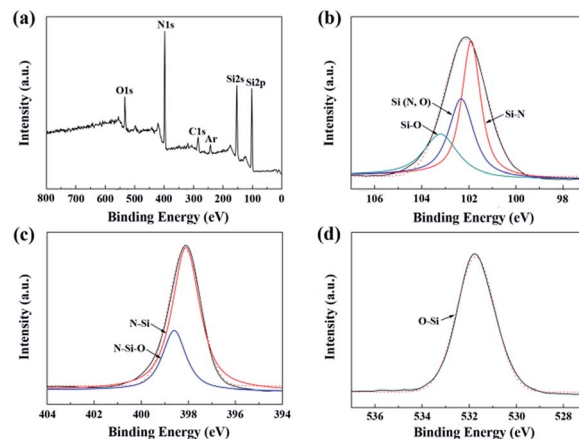 (a)
Intensity (a.u.)
O1s
N1s
C1s
Ar
Si2s
Si2p
800 700 600 500 400 300 200 100 0
Binding Energy (eV)
(b)
Intensity (a.u.)
Si (N, O)
Si-O
Si-N
106 104 102 100 98
Binding Energy (eV)
(c)
Intensity (a.u.)
N-Si
N-Si-O
404 402 400 398 396 394
Binding Energy (eV)
(d)
Intensity (a.u.)
O-Si
536 534 532 530 528
Binding Energy (eV)